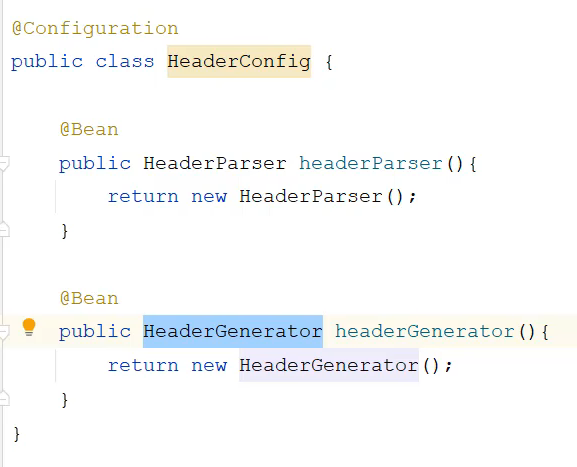 @Configuration
public class HeaderConfig {
@Bean
public HeaderParser headerParser(){
return new HeaderParser();
}
@Bean
public HeaderGenerator headerGenerator(){
return new HeaderGenerator();
}
}